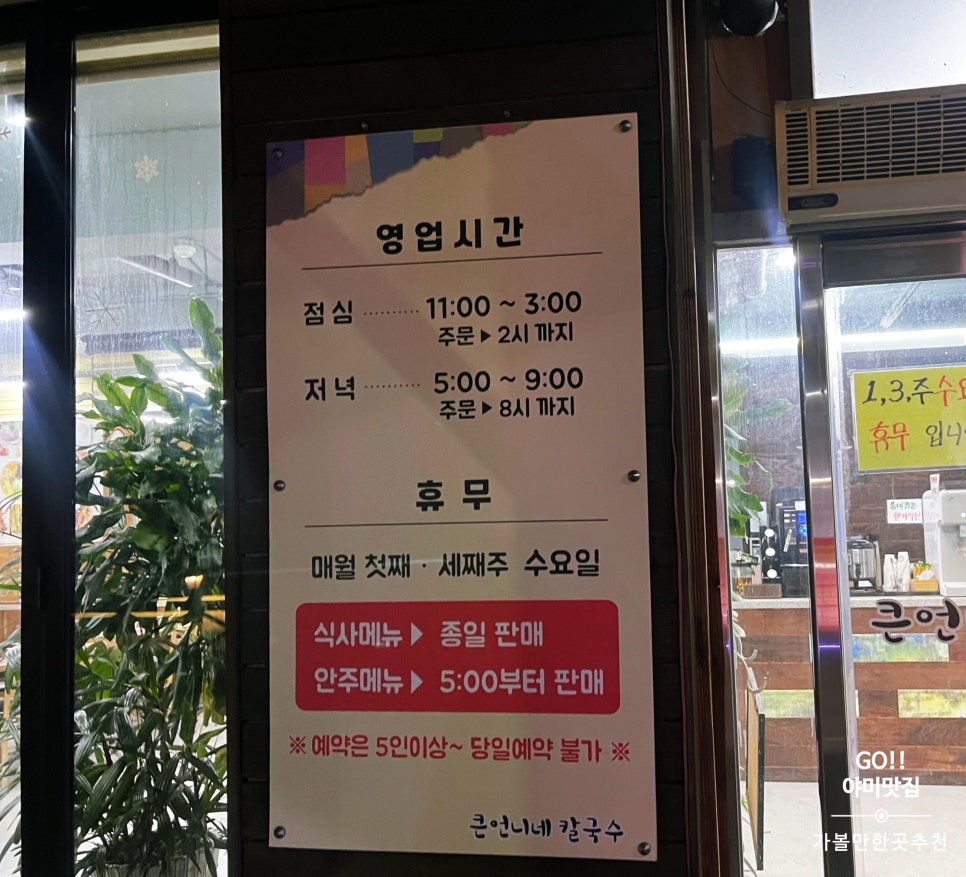 영업시간
점심 ·········· 11:00 ~ 3:00
주문 ▶ 2시 까지
저녁 ·········· 5:00 ~ 9:00
주문 ▶ 8시 까지
휴무
매월 첫째 · 세째주 수요일
식사메뉴 ▶ 종일 판매
안주메뉴 ▶ 5:00부터 판매
※ 예약은 5인이상~ 당일예약 불가 ※
큰언니네 칼국수
1,3,주 수요
휴무 입니
큰언
GO!!
야미맛집
가볼만한곳추천